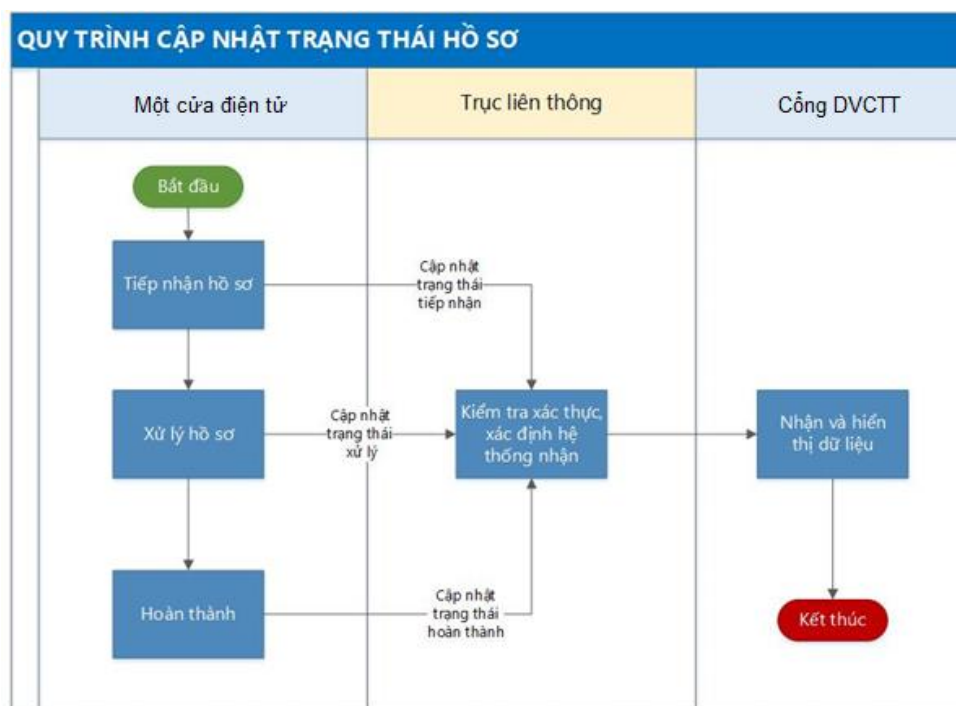 QUY TRÌNH CẬP NHẬT TRẠNG THÁI HỒ SƠ
Một cửa điện tử
Trục liên thông
Cổng DVCTT
Bắt đầu
Tiếp nhận hồ sơ
Cập nhật
trạng thái
tiếp nhận
Xử lý hồ sơ
Cập nhật
trạng thái
xử lý
Kiểm tra xác thực,
xác định hệ
thống nhận
Nhận và hiển
thị dữ liệu
Hoàn thành
Cập nhật
trạng thái
hoàn thành
Kết thúc